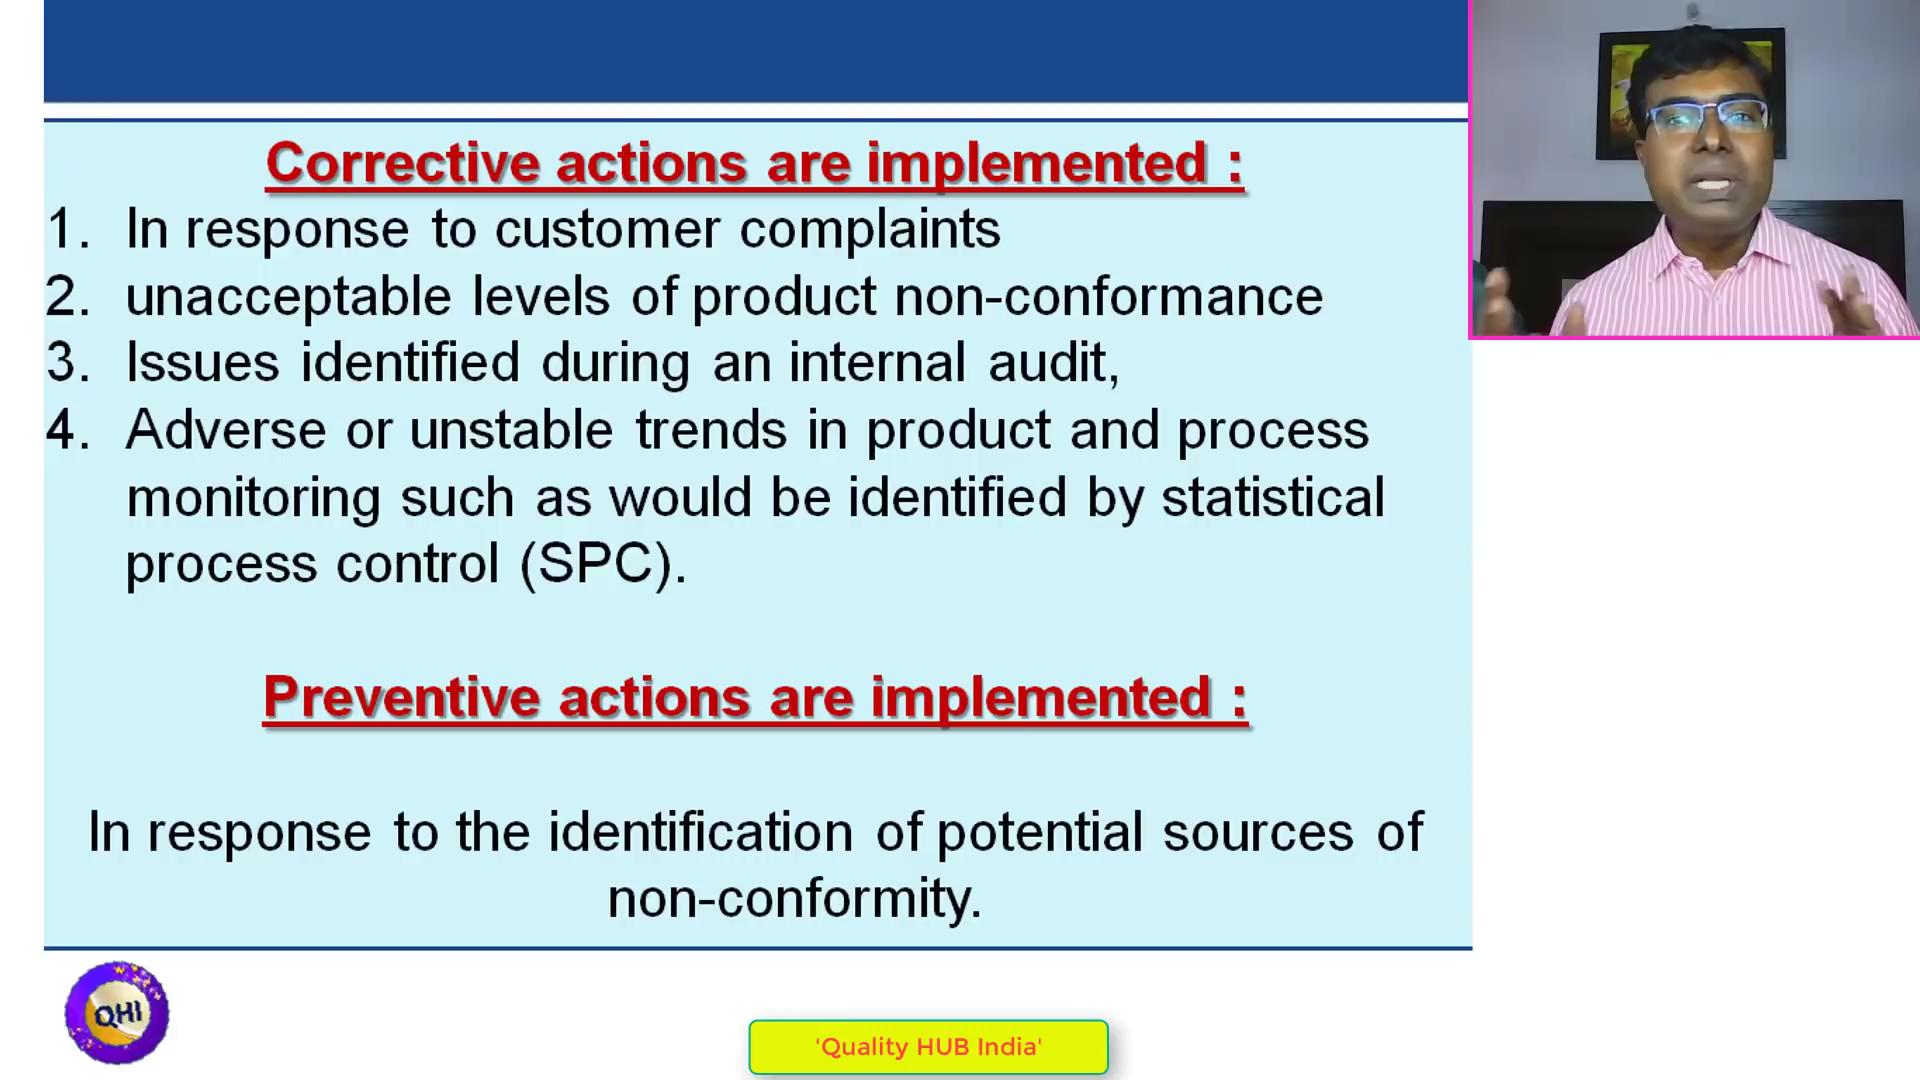 Corrective actions are implemented :
1. In response to customer complaints
2. unacceptable levels of product non-conformance
3. Issues identified during an internal audit,
4. Adverse or unstable trends in product and process
monitoring such as would be identified by statistical
process control (SPC).
Preventive actions are implemented :
In response to the identification of potential sources of
non-conformity.
QHI
'Quality HUB India'